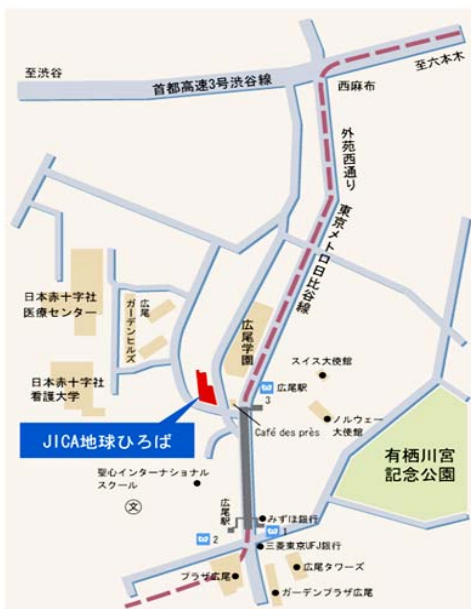 至渋谷
首都高速3号渋谷線
至六本木
西麻布
外苑西通り
東京メトロ日比谷線
日本赤十字社
医療センター
広尾
ガーデンヒルズ
広尾学園
スイス大使館
日本赤十字社
看護大学
広尾駅
3
JICA地球ひろば
Café des près
ノルウェー
大使館
有栖川宮
記念公園
聖心インターナショナル
スクール
文
広尾駅
みずほ銀行
1
2
三菱東京UFJ銀行
プラザ広尾
広尾タワーズ
ガーデンプラザ広尾